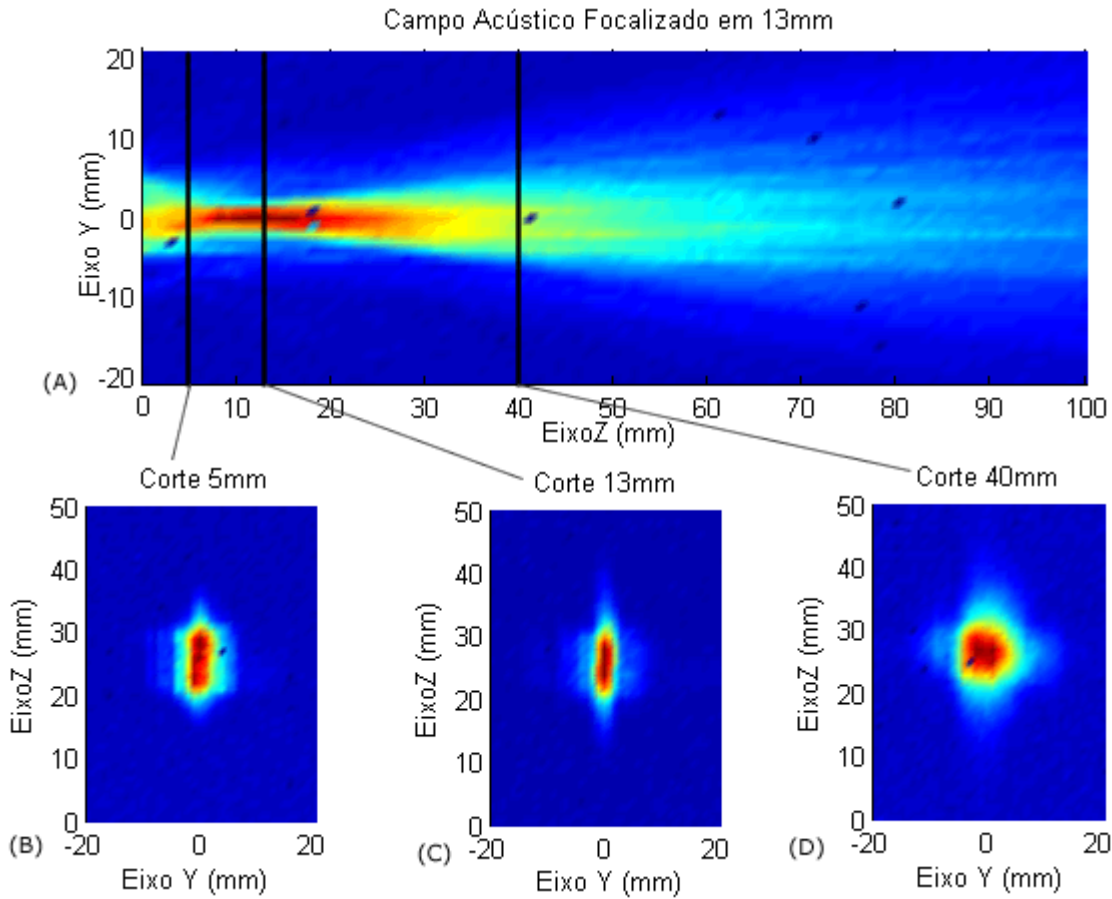 Campo Acústico Focalizado em 13mm
20
10
0
-10
-20
Eixo Y (mm)
(A)
0 10 20 30 40 50 60 70 80 90 100
EixoZ (mm)
Corte 5mm
Corte 13mm
Corte 40mm
50
40
30
20
10
0
EixoZ (mm)
-20 0 20
(B)
Eixo Y (mm)
50
40
30
20
10
0
EixoZ (mm)
-20 0 20
(C)
Eixo Y (mm)
50
40
30
20
10
0
EixoZ (mm)
-20 0 20
(D)
Eixo Y (mm)